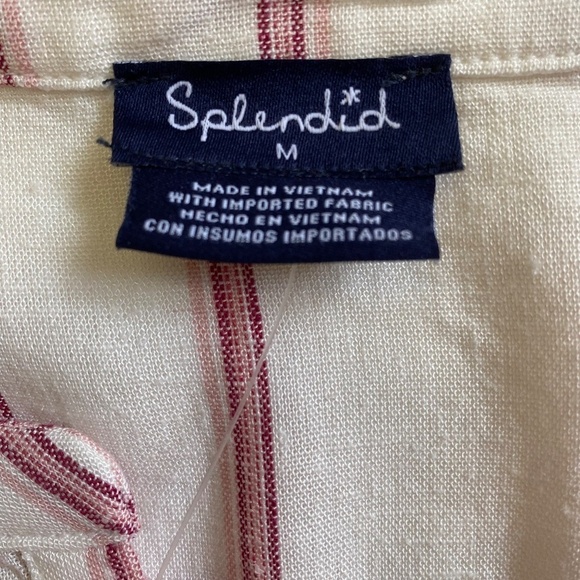 Splendid
M
MADE IN VIETNAM
WITH IMPORTED FABRIC
HECHO EN VIETNAM
CON INSUMOS IMPORTADOS